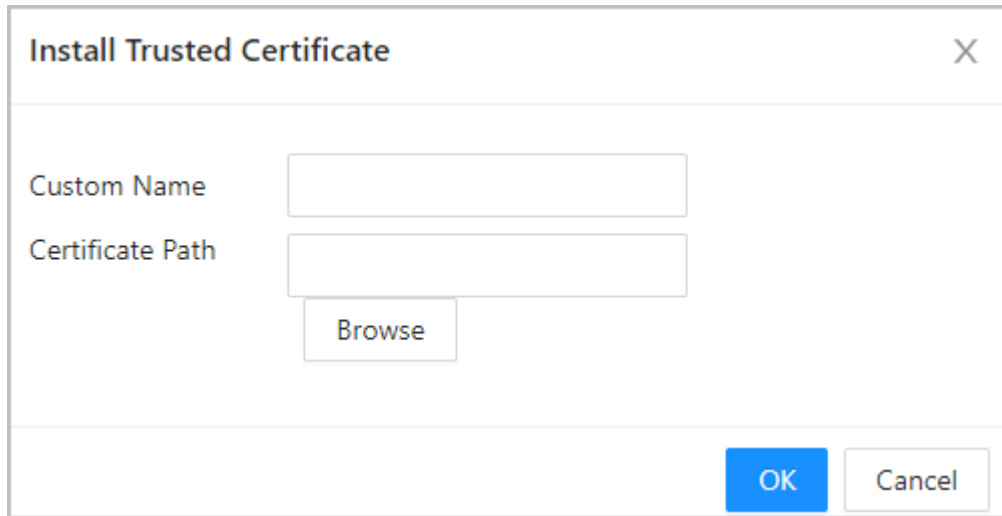 Install Trusted Certificate X
Custom Name
Certificate Path
Browse
OK Cancel